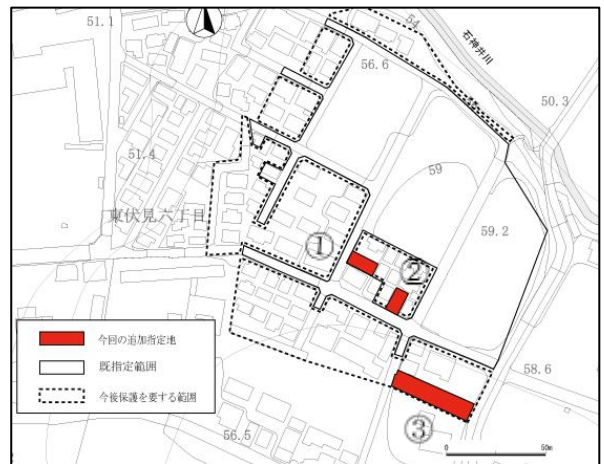 51.1
54
石神井川
56.6
50.3
51.4
59
東伏見六丁目
59.2
①
②
今回の追加指定地
既指定範囲
今後保護を要する範囲
58.6
56.5
③
0 50m